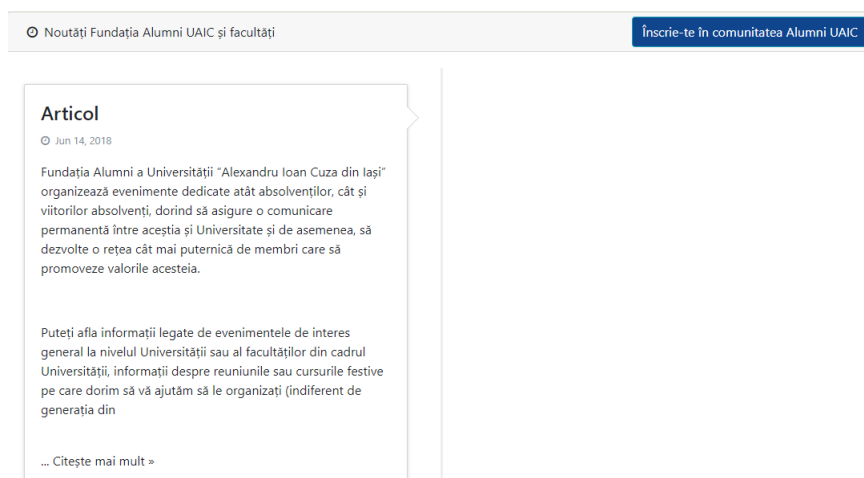 Noutăți Fundația Alumni UAIC și facultăți
Înscrie-te în comunitatea Alumni UAIC
Articol
Jun 14, 2018
Fundația Alumni a Universității "Alexandru Ioan Cuza din Iași"
organizează evenimente dedicate atât absolvenților, cât și
viitorilor absolvenți, dorind să asigure o comunicare
permanentă între aceștia și Universitate și de asemenea, să
dezvolte o rețea cât mai puternică de membri care să
promoveze valorile acesteia.
Puteți afla informații legate de evenimentele de interes
general la nivelul Universității sau al facultăților din cadrul
Universității, informații despre reuniunile sau cursurile festive
pe care dorim să vă ajutăm să le organizați (indiferent de
generația din
... Citește mai mult »